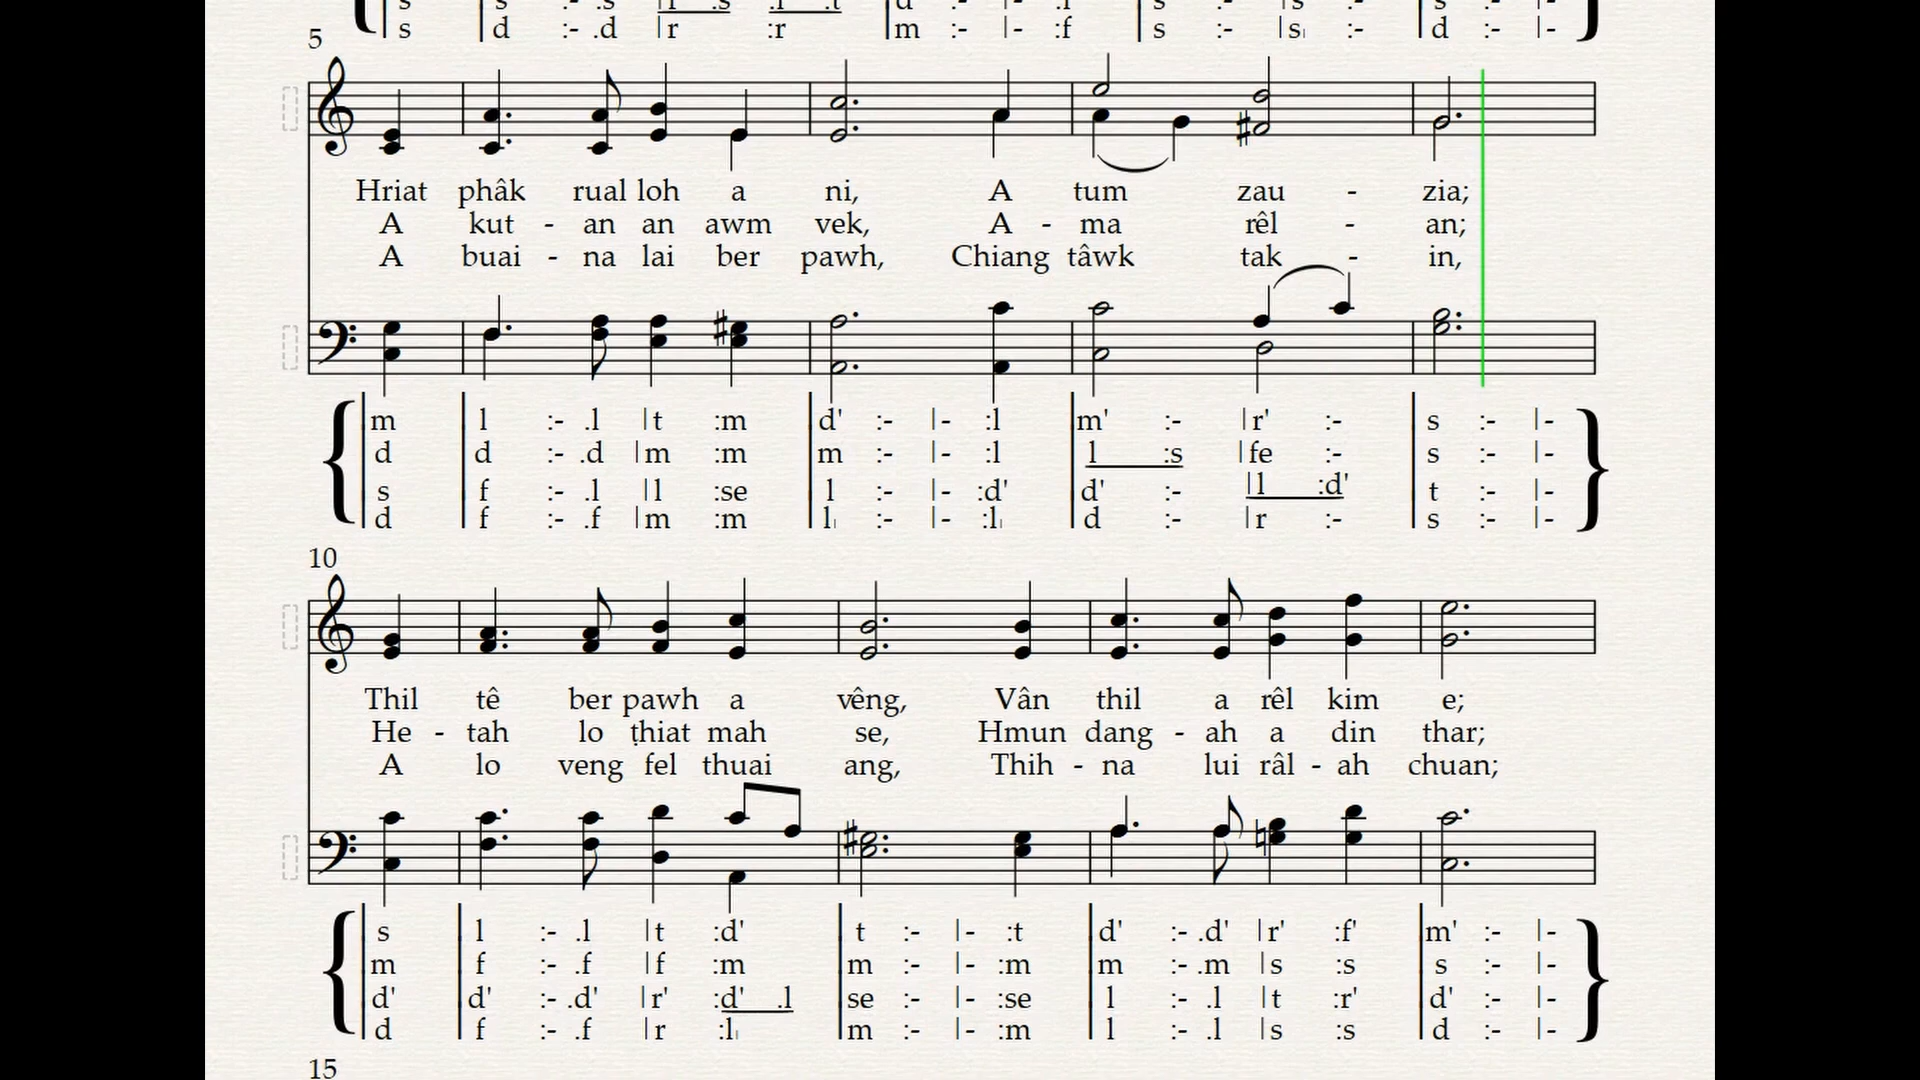 s | d :- .d | r :r | m :- | - :f | s :- | s, :- | d :- | -
5
Hriat phâk rual loh a ni, A tum zau - zia;
A kut - an an awm vek, A - ma rêl - an;
A buai - na lai ber pawh, Chiang tâwk tak - in,
m | l :- .l | t :m | d' :- | - :l | m' :- | r' :- | s :- | -
d | d :- .d | m :m | m :- | - :l | l :s | fe :- | s :- | -
s | f :- .l | l :se | l :- | - :d' | d' :- | l :d' | t :- | -
d | f :- .f | m :m | l, :- | - :l, | d :- | r :- | s :- | -
10
Thil tê ber pawh a vêng, Vân thil a rêl kim e;
He - tah lo ṭhiat mah se, Hmun dang - ah a din thar;
A lo veng fel thuai ang, Thih - na lui râl - ah chuan;
s | l :- .l | t :d' | t :- | - :t | d' :- .d' | r' :f' | m' :- | -
m | f :- .f | f :m | m :- | - :m | m :- .m | s :s | s :- | -
d' | d' :- .d' | r' :d' .l | se :- | - :se | l :- .l | t :r' | d' :- | -
d | f :- .f | r :l, | m :- | - :m | l :- .l | s :s | d :- | -
15